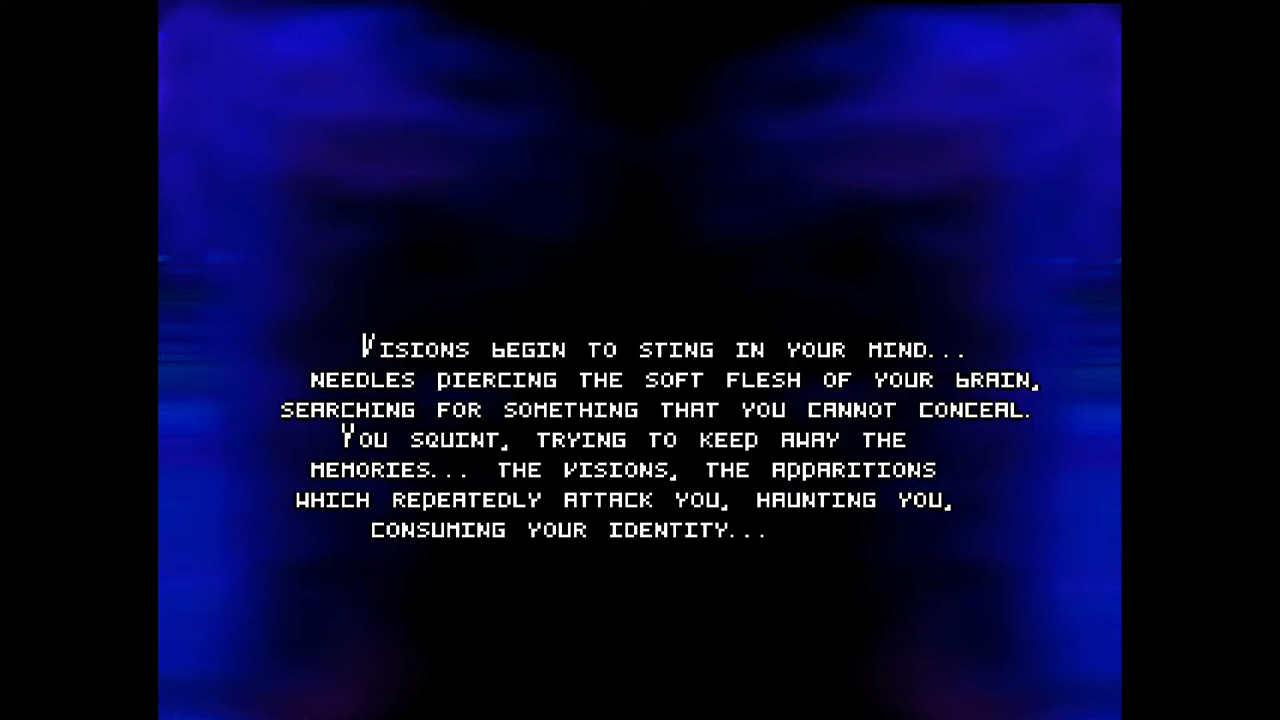 Visions begin to sting in your mind...
needles piercing the soft flesh of your brain,
searching for something that you cannot conceal.
You squint, trying to keep away the
memories... the visions, the apparitions
which repeatedly attack you, haunting you,
consuming your identity...